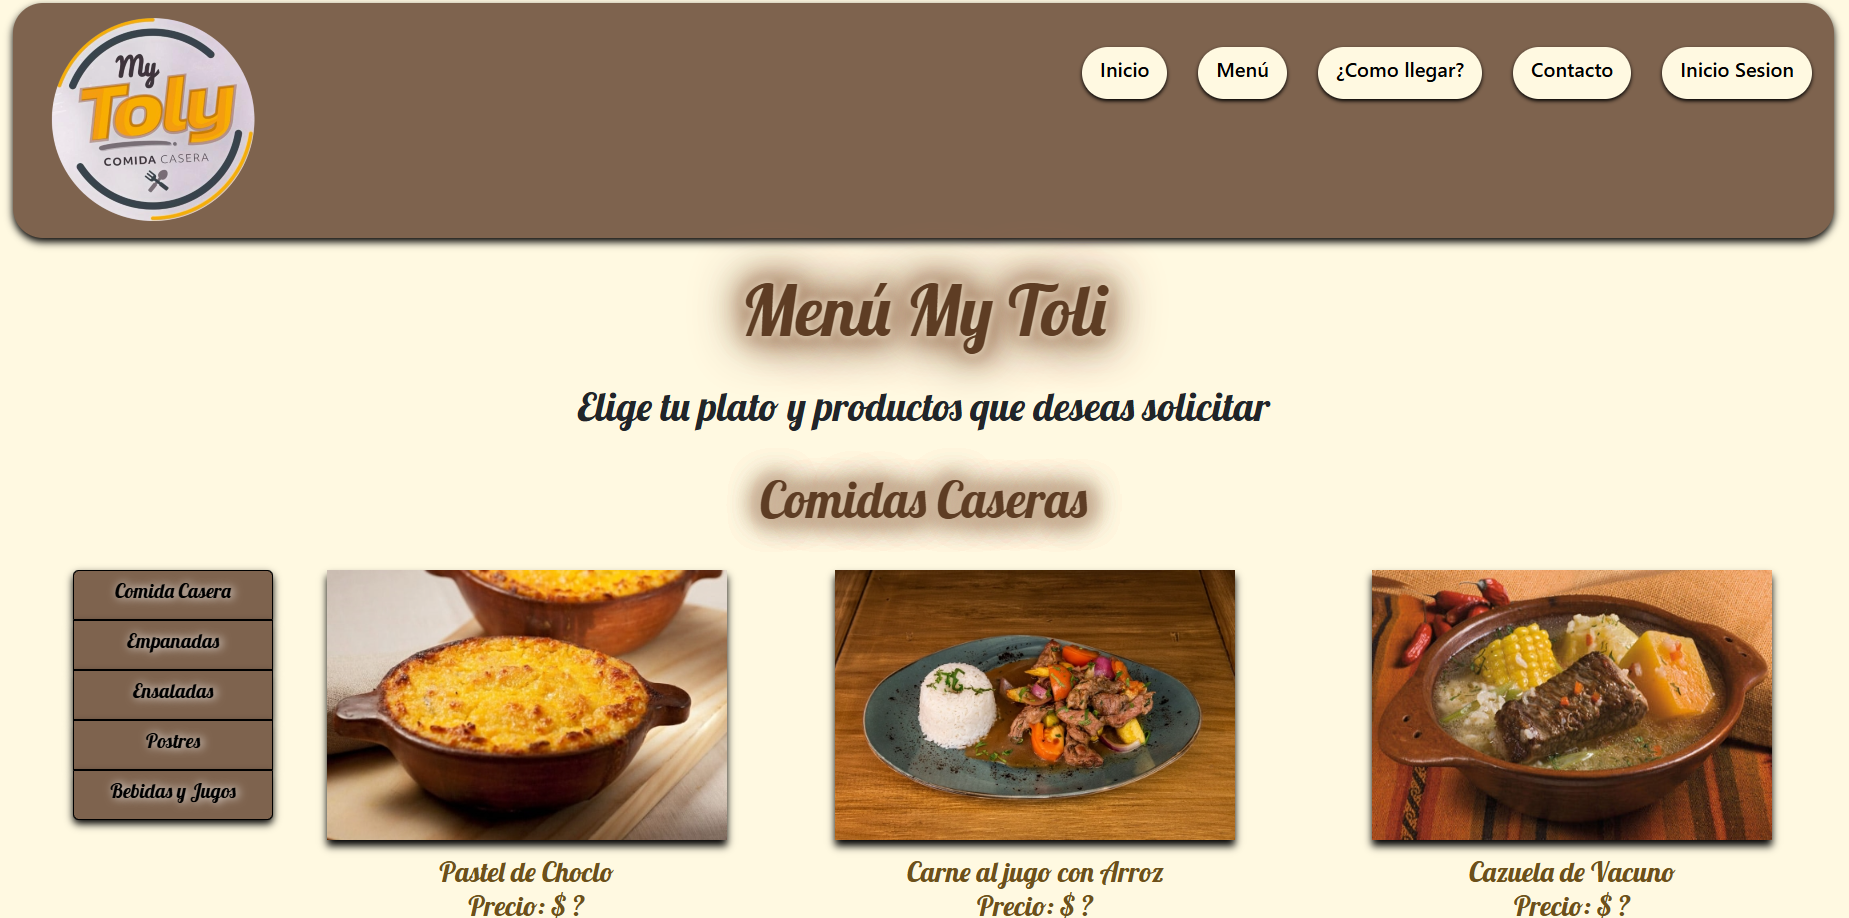 My
Toly
COMIDA CASERA
Inicio
Menú
¿Como llegar?
Contacto
Inicio Sesion
Menú My Toli
Elige tu plato y productos que deseas solicitar
Comidas Caseras
Comida Casera
Empanadas
Ensaladas
Postres
Bebidas y Jugos
Pastel de Choclo
Precio: $ ?
Carne al jugo con Arroz
Precio: $ ?
Cazuela de Vacuno
Precio: $ ?